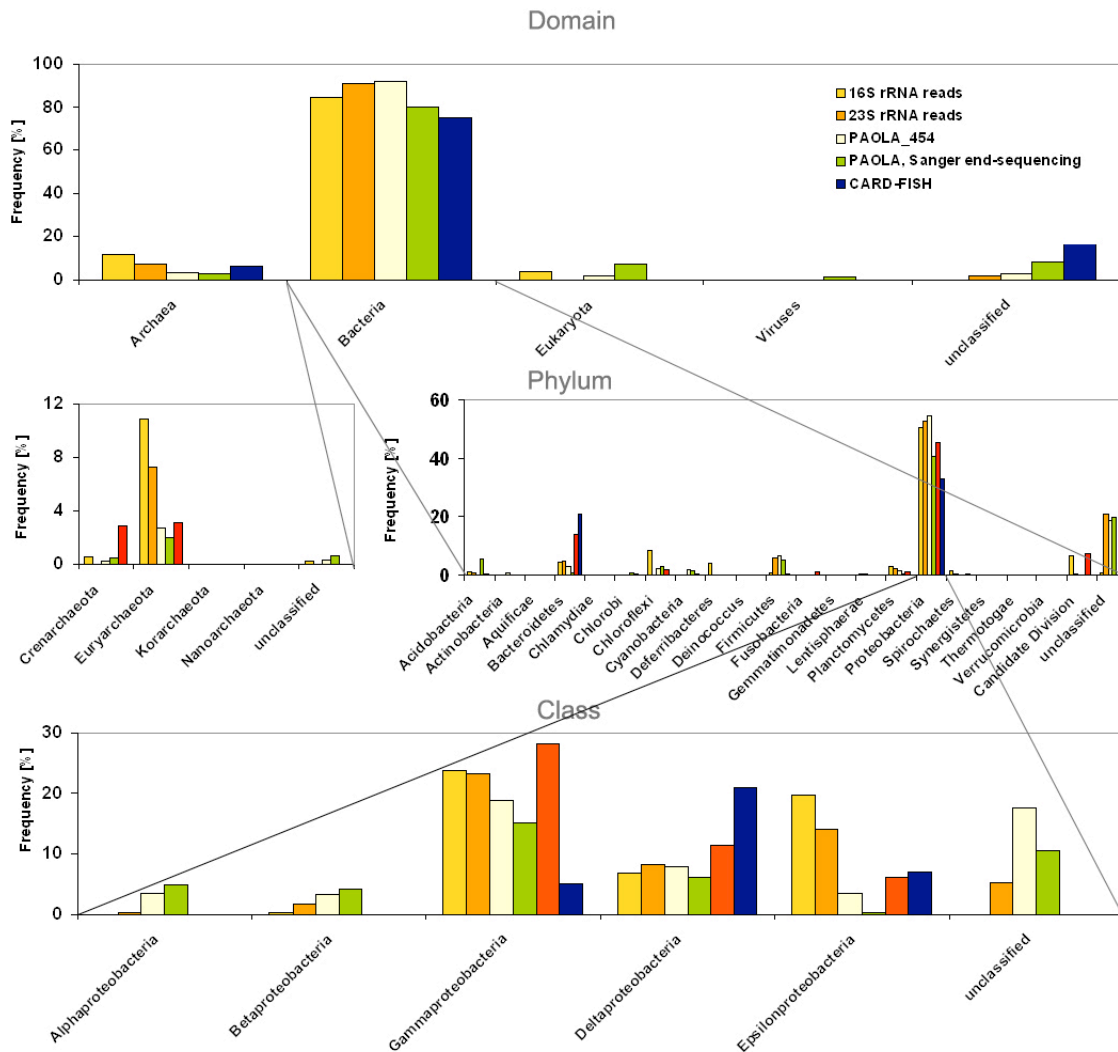 Domain
Frequency [%]
100
80
60
40
20
0
16S rRNA reads
23S rRNA reads
PAOLA_454
PAOLA, Sanger end-sequencing
CARD-FISH
Archaea
Bacteria
Eukaryota
Viruses
unclassified
Phylum
Frequency [%]
12
8
4
0
Crenarchaeota
Euryarchaeota
Korarchaeota
Nanoarchaeota
unclassified
Frequency [%]
60
40
20
0
Acidobacteria
Actinobacteria
Aquificae
Bacteroidetes
Chlamydiae
Chlorobi
Chloroflexi
Cyanobacteria
Deferribacteres
Deinococcus
Firmicutes
Fusobacteria
Gemmatimonadetes
Lentisphaerae
Planctomycetes
Proteobacteria
Spirochaetes
Synergistetes
Thermotogae
Verrucomicrobia
Candidate Division
unclassified
Class
Frequency [%]
30
20
10
0
Alphaproteobacteria
Betaproteobacteria
Gammaproteobacteria
Deltaproteobacteria
Epsilonproteobacteria
unclassified